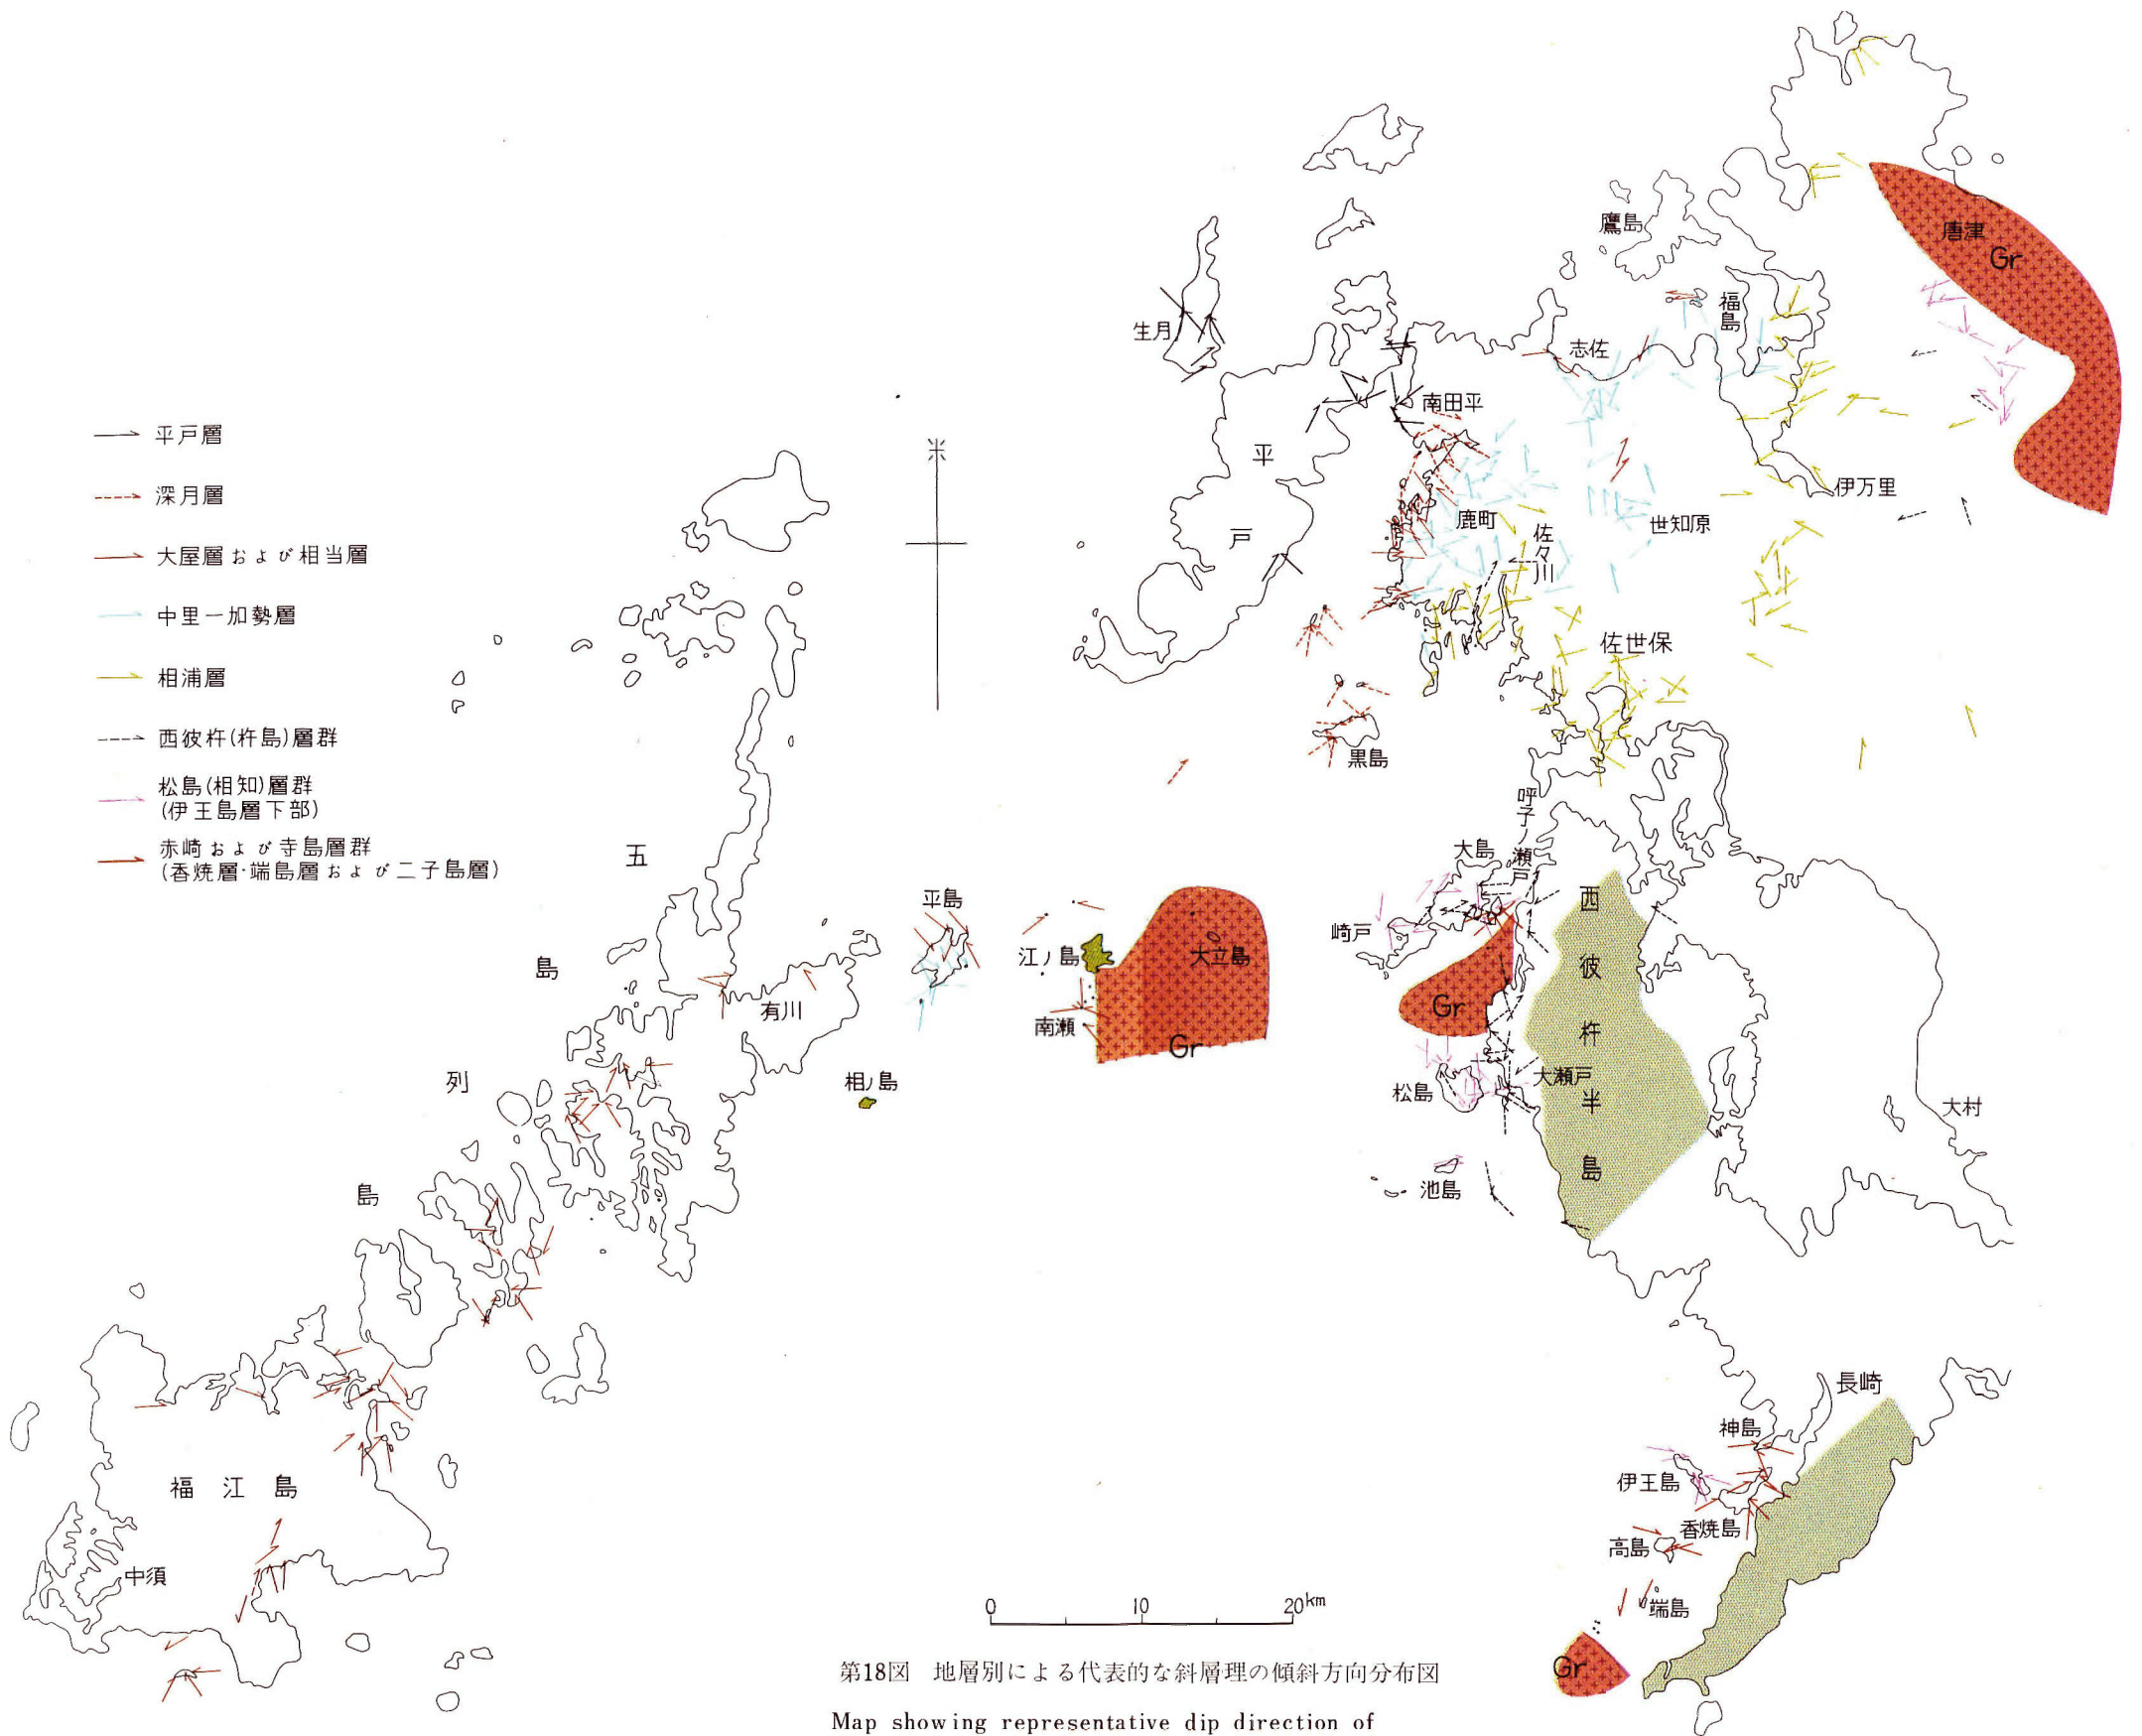 平戸層
深月層
大屋層および相当層
中里一加勢層
相浦層
西彼杵(杵島)層群
松島(相知)層群
(伊王島層下部)
赤崎および寺島層群
(香焼層·端島層および二子島層)
唐津
Gr
鷹島
福島
生月
志佐
南田平
平
戸
鹿町
佐々川
世知原
伊万里
佐世保
黒島
呼子ノ瀬戸
大島
崎戸
五
島
列
島
平島
江ノ島
大立島
南瀬
Gr
有川
相ノ島
Gr
西
彼
杵
半
島
松島
大瀬戸
池島
大村
長崎
神島
伊王島
香焼島
高島
端島
Gr
福江島
中須
0 10 20km
第18図 地層別による代表的な斜層理の傾斜方向分布図
Map showing representative dip direction of